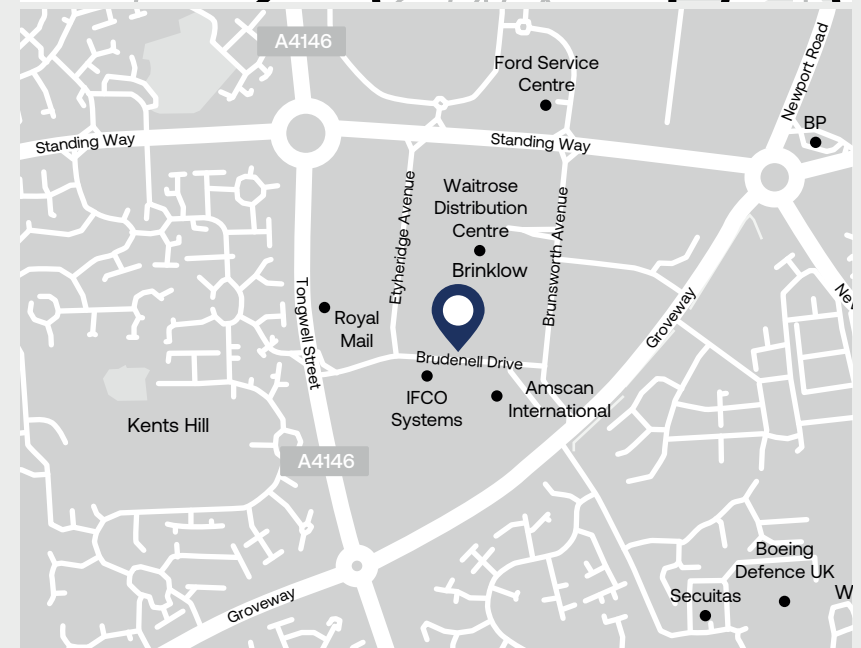 A4146
Newport Road
Ford Service
Centre
BP
Standing Way
Standing Way
Waitrose
Distribution
Centre
Etyheridge Avenue
Brunsworth Avenue
Brinklow
Tongwell Street
Royal
Mail
Groveway
Brudenell Drive
IFCO
Systems
Amscan
International
Kents Hill
A4146
Boeing
Defence UK
Secuitas
Groveway